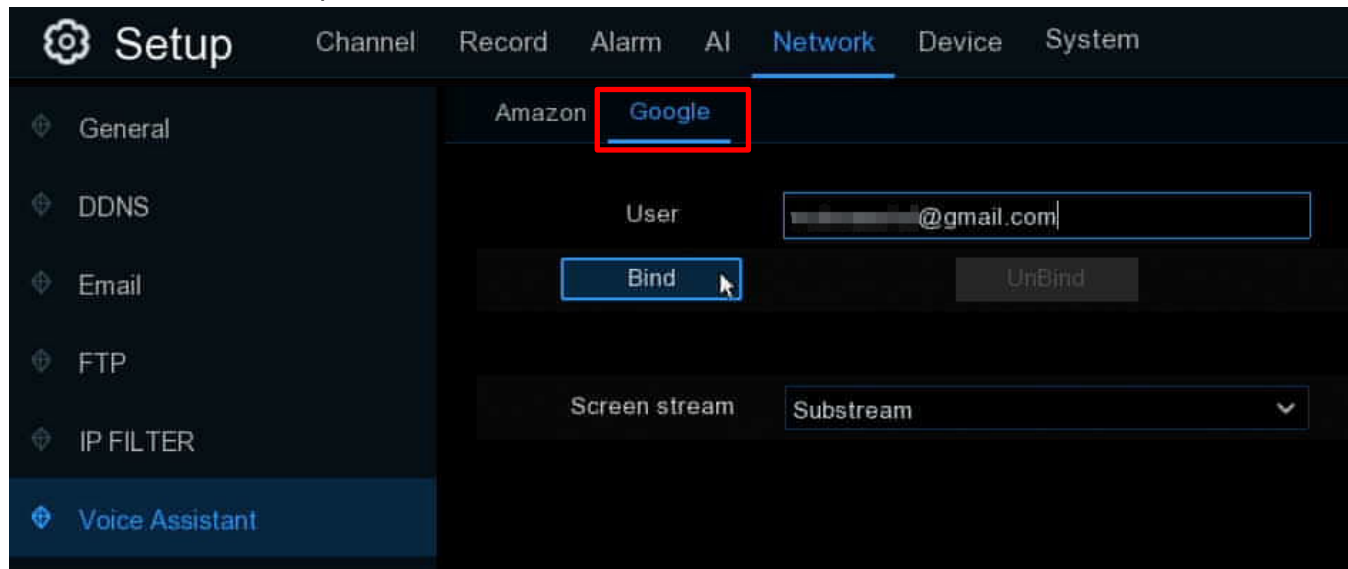 Setup Channel Record Alarm AI Network Device System
General
DDNS
Email
FTP
IP FILTER
Voice Assistant
Amazon Google
User @gmail.com
Bind UnBind
Screen stream Substream